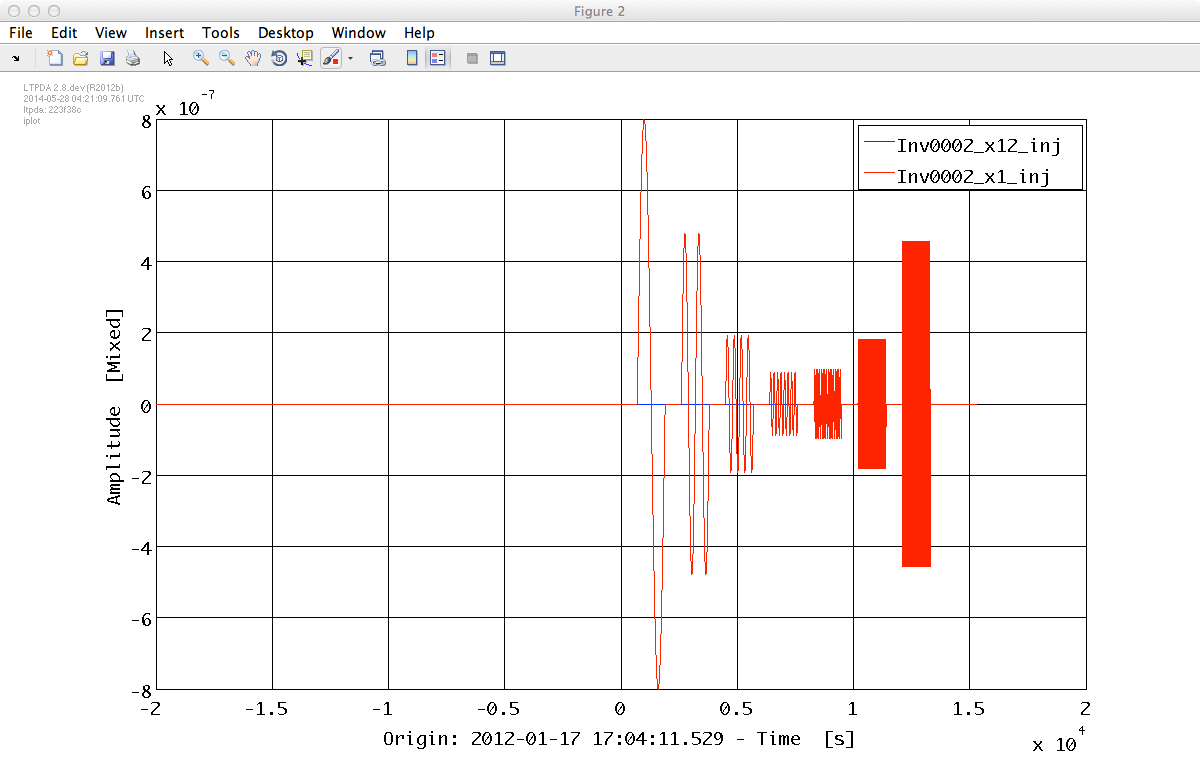 Figure 2
File Edit View Insert Tools Desktop Window Help
LTPDA 2.8.dev (R2012b)
2014-05-28 04:21:09.761 UTC
ltpda: 223f38c
iplot
x 10^-7
8
6
4
2
0
-2
-4
-6
-8
Amplitude [Mixed]
Inv0002_x12_inj
Inv0002_x1_inj
-2 -1.5 -1 -0.5 0 0.5 1 1.5 2
Origin: 2012-01-17 17:04:11.529 - Time [s]
x 10^4